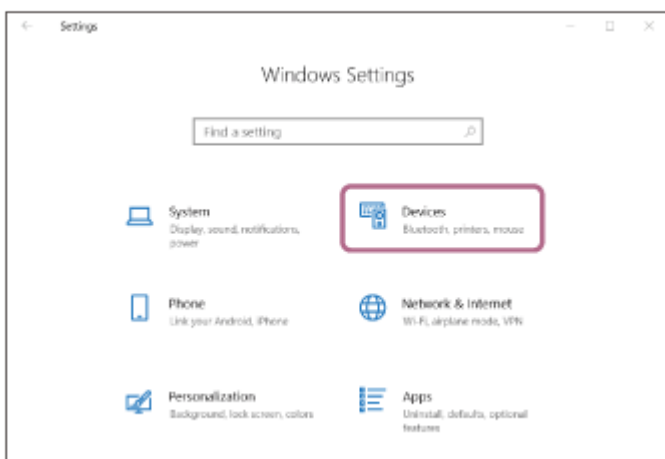 Settings
Windows Settings
Find a setting
System
Display, sound, notifications,
power
Devices
Bluetooth, printers, mouse
Phone
Link your Android, iPhone
Network & Internet
Wi-Fi, airplane mode, VPN
Personalization
Background, lock screen, colors
Apps
Uninstall, defaults, optional
features